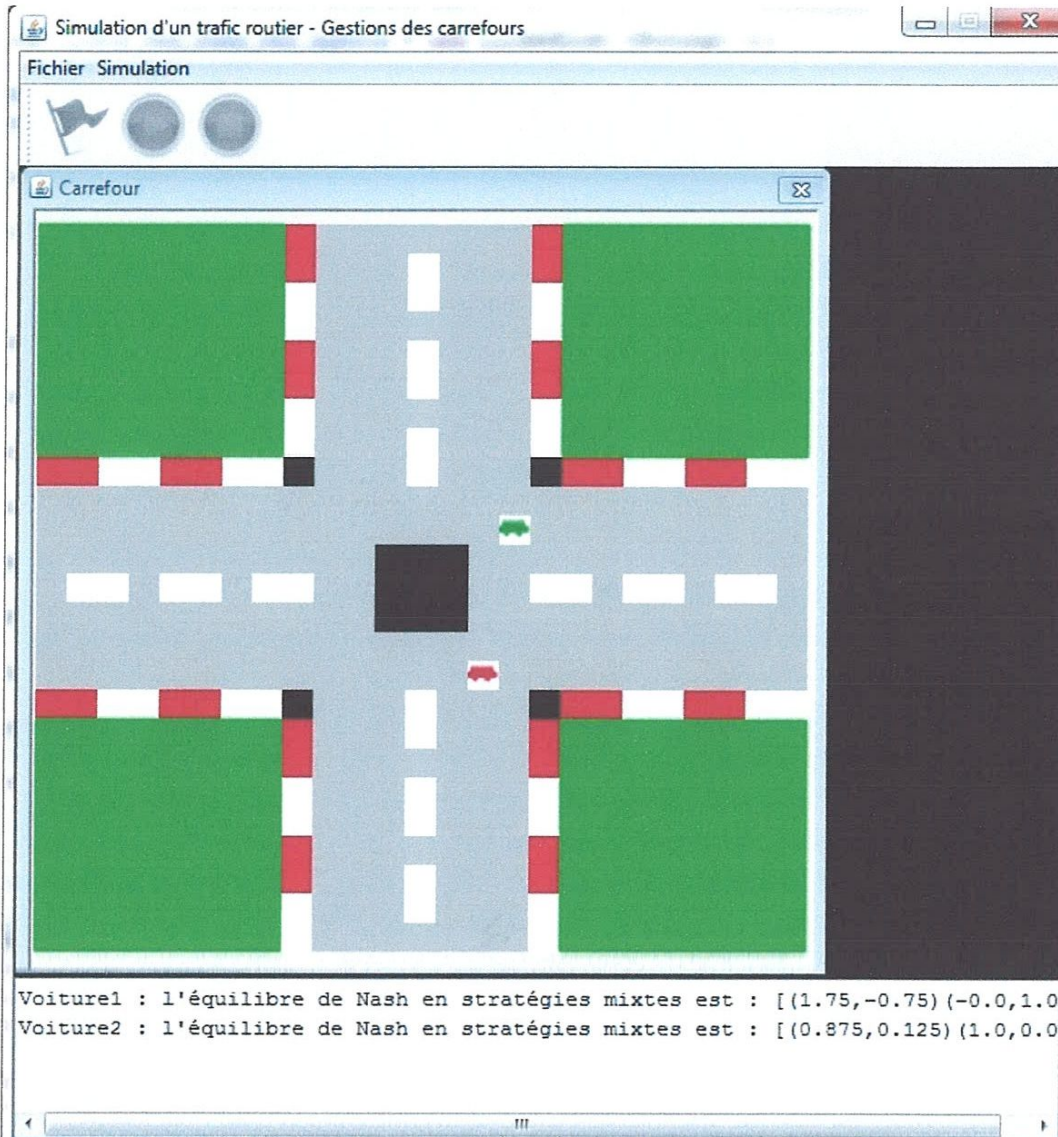 Simulation d'un trafic routier - Gestions des carrefours
Fichier Simulation
Carrefour
Voiture1 : l'équilibre de Nash en stratégies mixtes est : [(1.75,-0.75)(-0.0,1.0
Voiture2 : l'équilibre de Nash en stratégies mixtes est : [(0.875,0.125)(1.0,0.0